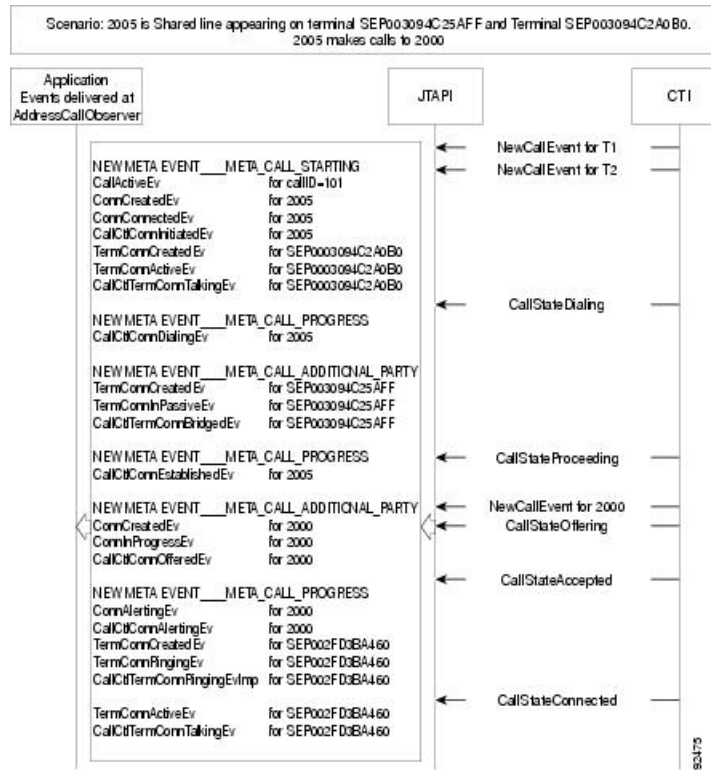 Scenario: 2005 is Shared line appearing on terminal SEP003094C25AFF and Terminal SEP003094C2A0B0.
2005 makes calls to 2000
Application
Events delivered at
AddressCallObserver
JTAPI
CTI
NewCallEvent for T1
NEW META EVENT___META_CALL_STARTING
NewCallEvent for T2
CallActiveEv for callID=101
ConnCreatedEv for 2005
ConnConnectedEv for 2005
CallCtlConnInitiatedEv for 2005
TermConnCreatedEv for SEP0003094C2A0B0
TermConnActiveEv for SEP0003094C2A0B0
CallCtlTermConnTalkingEv for SEP0003094C2A0B0
CallStateDialing
NEW META EVENT___META_CALL_PROGRESS
CallCtlConnDialingEv for 2005
NEW META EVENT___META_CALL_ADDITIONAL_PARTY
TermConnCreatedEv for SEP003094C25AFF
TermConnInPassiveEv for SEP003094C25AFF
CallCtlTermConnBridgedEv for SEP003094C25AFF
NEW META EVENT___META_CALL_PROGRESS
CallStateProceeding
CallCtlConnEstablishedEv for 2005
NEW META EVENT___META_CALL_ADDITIONAL_PARTY
NewCallEvent for 2000
ConnCreatedEv for 2000
CallStateOffering
ConnInProgressEv for 2000
CallCtlConnOfferedEv for 2000
CallStateAccepted
NEW META EVENT___META_CALL_PROGRESS
ConnAlertingEv for 2000
CallCtlConnAlertingEv for 2000
TermConnCreatedEv for SEP002FD3BA460
TermConnRingingEv for SEP002FD3BA460
CallCtlTermConnRingingEvImp for SEP002FD3BA460
CallStateConnected
TermConnActiveEv for SEP002FD3BA460
CallCtlTermConnTalkingEv for SEP002FD3BA460
92475